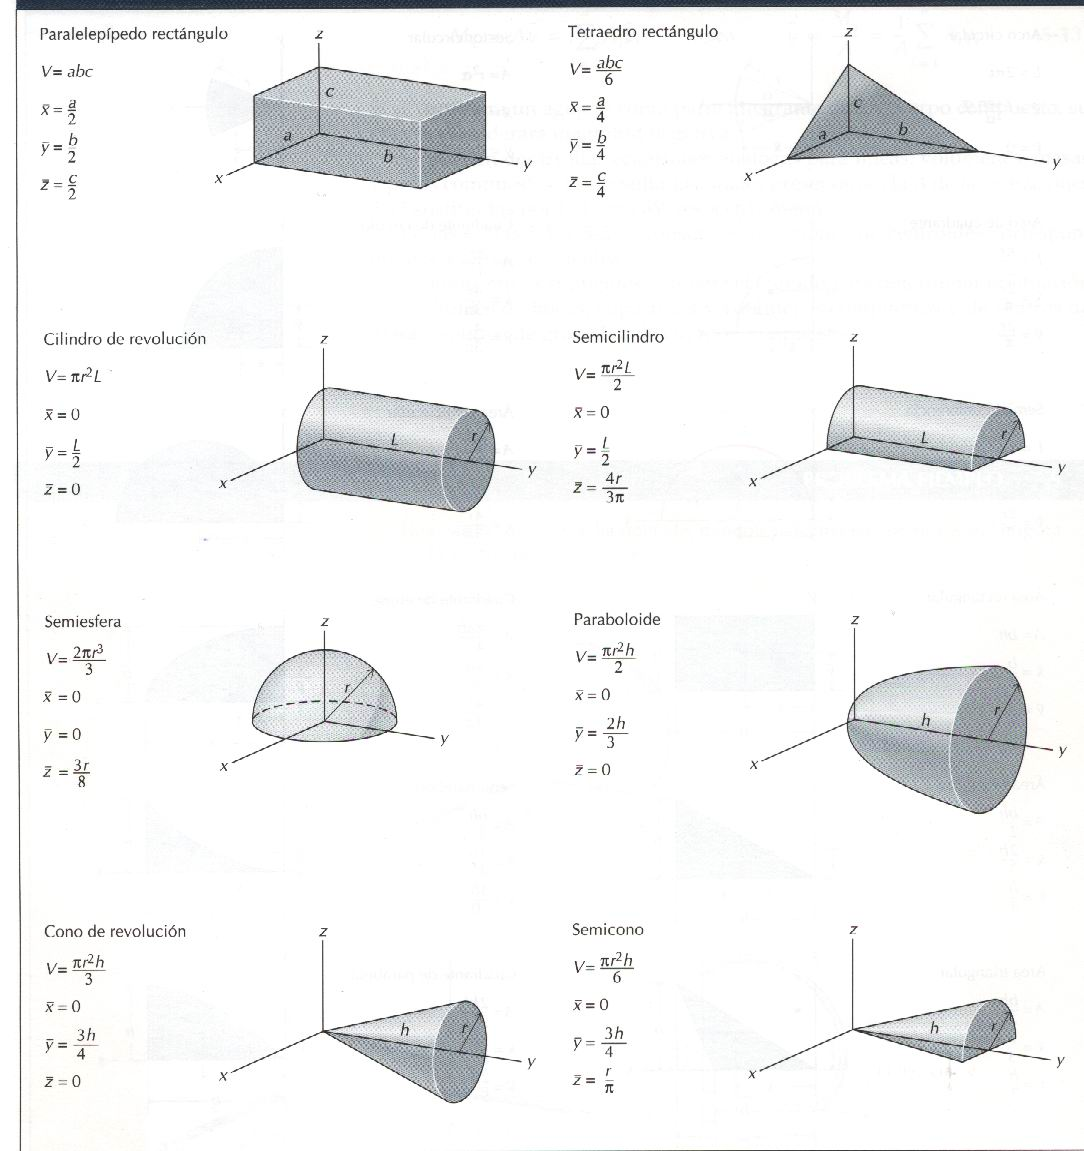 Paralelepípedo rectángulo
V= abc
x̄ = a/2
ȳ = b/2
z̄ = c/2
z
c
a
b
x
y
Tetraedro rectángulo
V= abc/6
x̄ = a/4
ȳ = b/4
z̄ = c/4
z
c
a
b
x
y
Cilindro de revolución
V= πr²L
x̄ = 0
ȳ = L/2
z̄ = 0
z
L
r
x
y
Semicilindro
V= πr²L/2
x̄ = 0
ȳ = L/2
z̄ = 4r/3π
z
L
r
x
y
Semiesfera
V= 2πr³/3
x̄ = 0
ȳ = 0
z̄ = 3r/8
z
r
x
y
Paraboloide
V= πr²h/2
x̄ = 0
ȳ = 2h/3
z̄ = 0
z
h
r
x
y
Cono de revolución
V= πr²h/3
x̄ = 0
ȳ = 3h/4
z̄ = 0
z
h
r
x
y
Semicono
V= πr²h/6
x̄ = 0
ȳ = 3h/4
z̄ = r/π
z
h
r
x
y